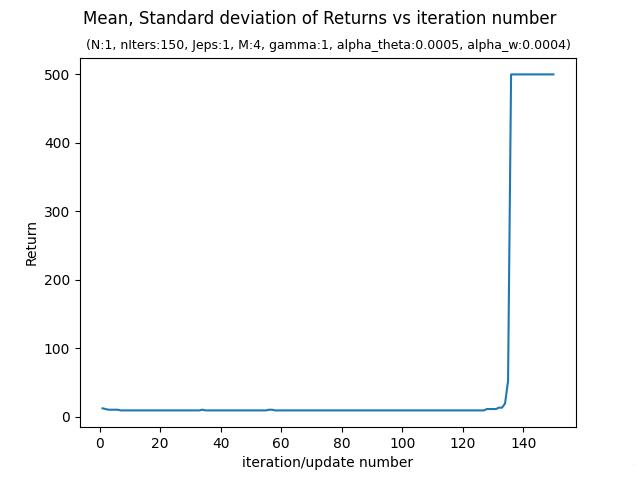 Mean, Standard deviation of Returns vs iteration number
(N:1, nIters:150, Jeps:1, M:4, gamma:1, alpha_theta:0.0005, alpha_w:0.0004)
500
400
300
200
100
0
Return
0 20 40 60 80 100 120 140
iteration/update number